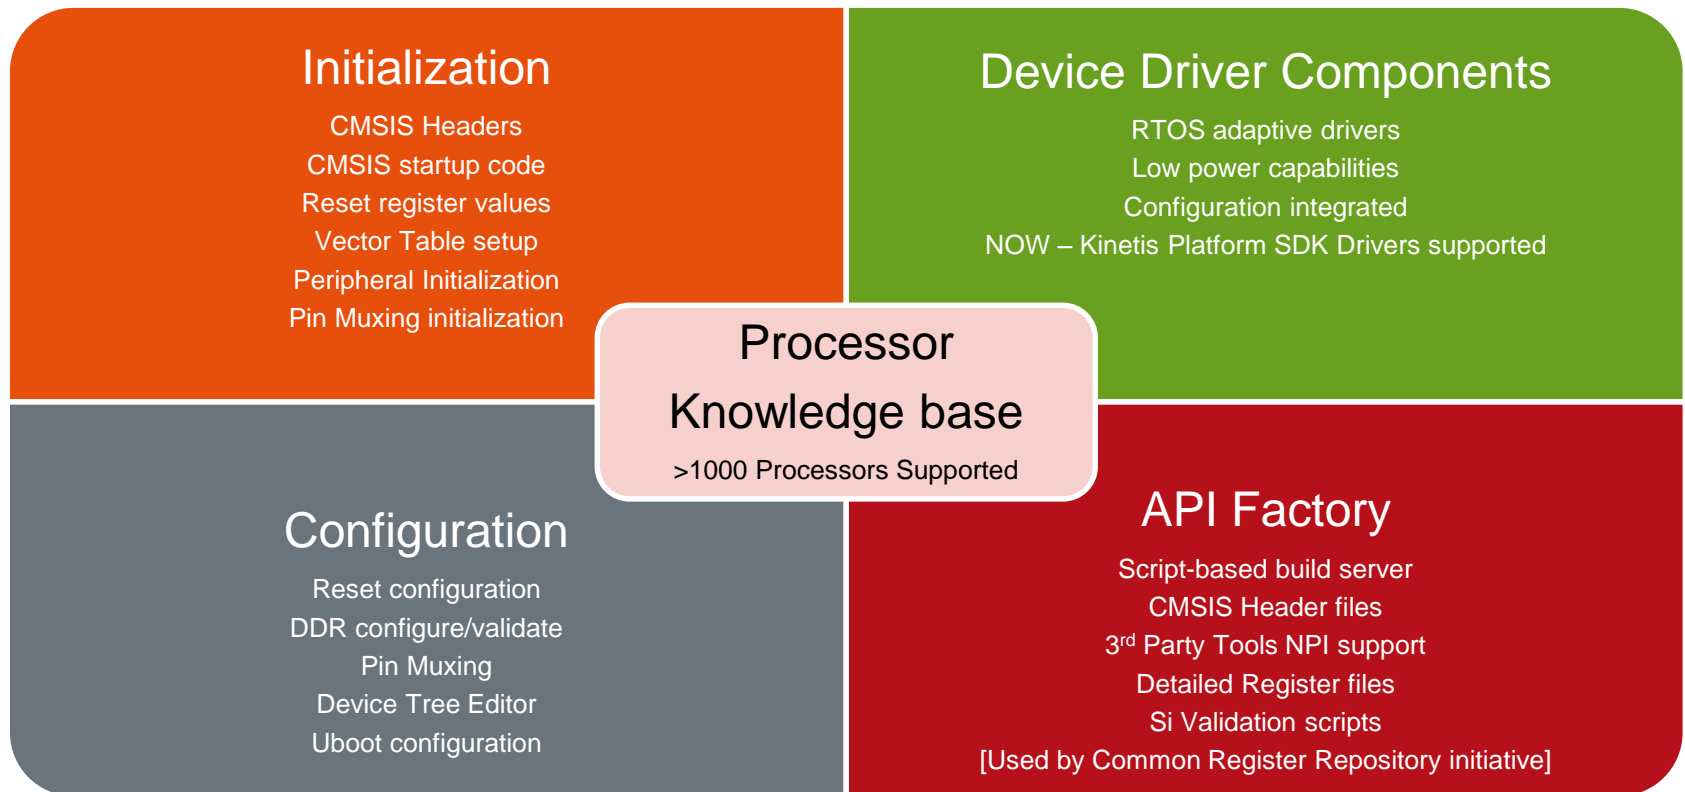 Initialization
CMSIS Headers
CMSIS startup code
Reset register values
Vector Table setup
Peripheral Initialization
Pin Muxing initialization
Device Driver Components
RTOS adaptive drivers
Low power capabilities
Configuration integrated
NOW – Kinetis Platform SDK Drivers supported
Processor
Knowledge base
>1000 Processors Supported
Configuration
Reset configuration
DDR configure/validate
Pin Muxing
Device Tree Editor
Uboot configuration
API Factory
Script-based build server
CMSIS Header files
3rd Party Tools NPI support
Detailed Register files
Si Validation scripts
[Used by Common Register Repository initiative]